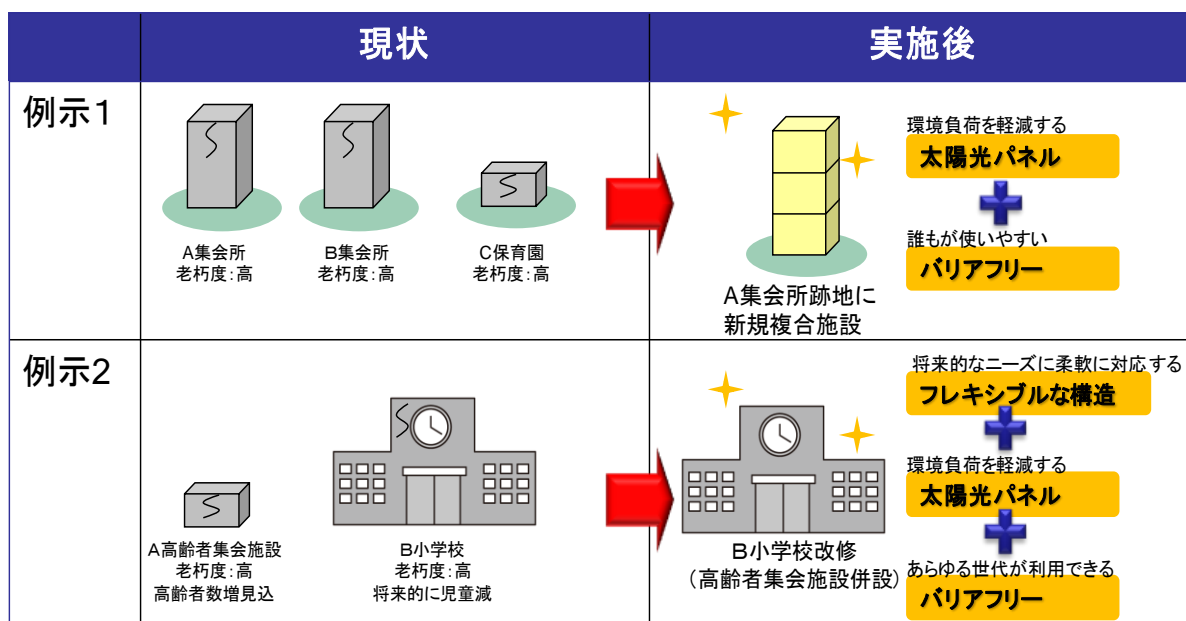 現状
実施後
例示1
A集会所
老朽度:高
B集会所
老朽度:高
C保育園
老朽度:高
A集会所跡地に
新規複合施設
環境負荷を軽減する
太陽光パネル
誰もが使いやすい
バリアフリー
例示2
A高齢者集会施設
老朽度:高
高齢者数増見込
B小学校
老朽度:高
将来的に児童減
B小学校改修
(高齢者集会施設併設)
将来的なニーズに柔軟に対応する
フレキシブルな構造
環境負荷を軽減する
太陽光パネル
あらゆる世代が利用できる
バリアフリー